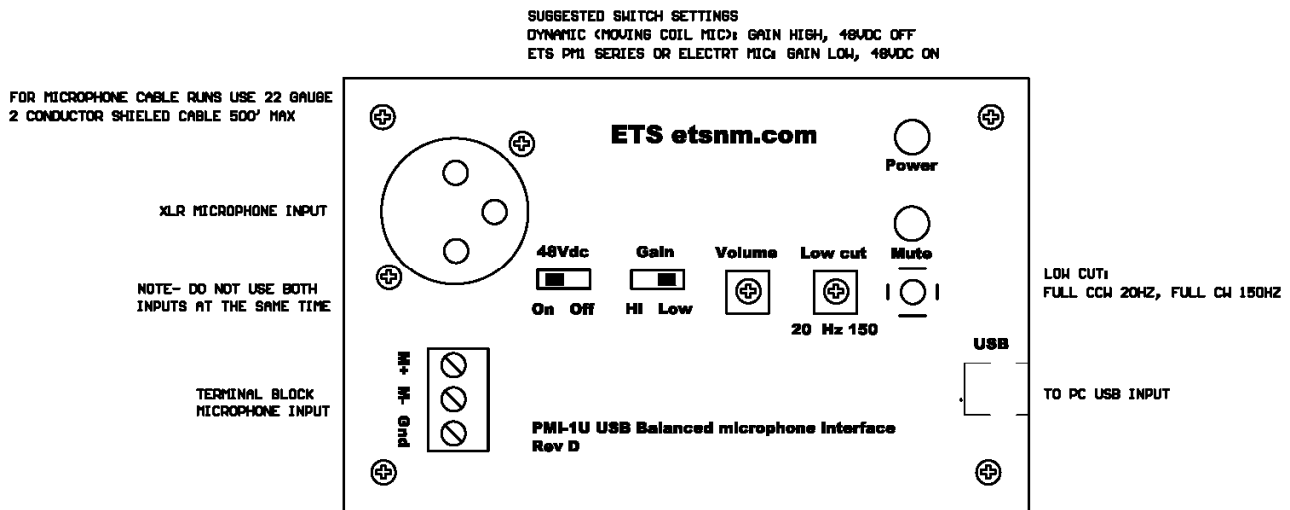 SUGGESTED SWITCH SETTINGS
DYNAMIC (MOVING COIL MIC): GAIN HIGH, 48VDC OFF
ETS PM1 SERIES OR ELECTRT MIC: GAIN LOW, 48VDC ON
FOR MICROPHONE CABLE RUNS USE 22 GAUGE
2 CONDUCTOR SHIELED CABLE 500' MAX
ETS etsnm.com
Power
XLR MICROPHONE INPUT
48Vdc
Gain
Volume
Low cut
Mute
NOTE- DO NOT USE BOTH
INPUTS AT THE SAME TIME
On Off
HI Low
20 Hz 150
LOW CUT:
FULL CCW 20HZ, FULL CW 150HZ
USB
M+
M-
Gnd
TERMINAL BLOCK
MICROPHONE INPUT
TO PC USB INPUT
PMI-1U USB Balanced microphone Interface
Rev D